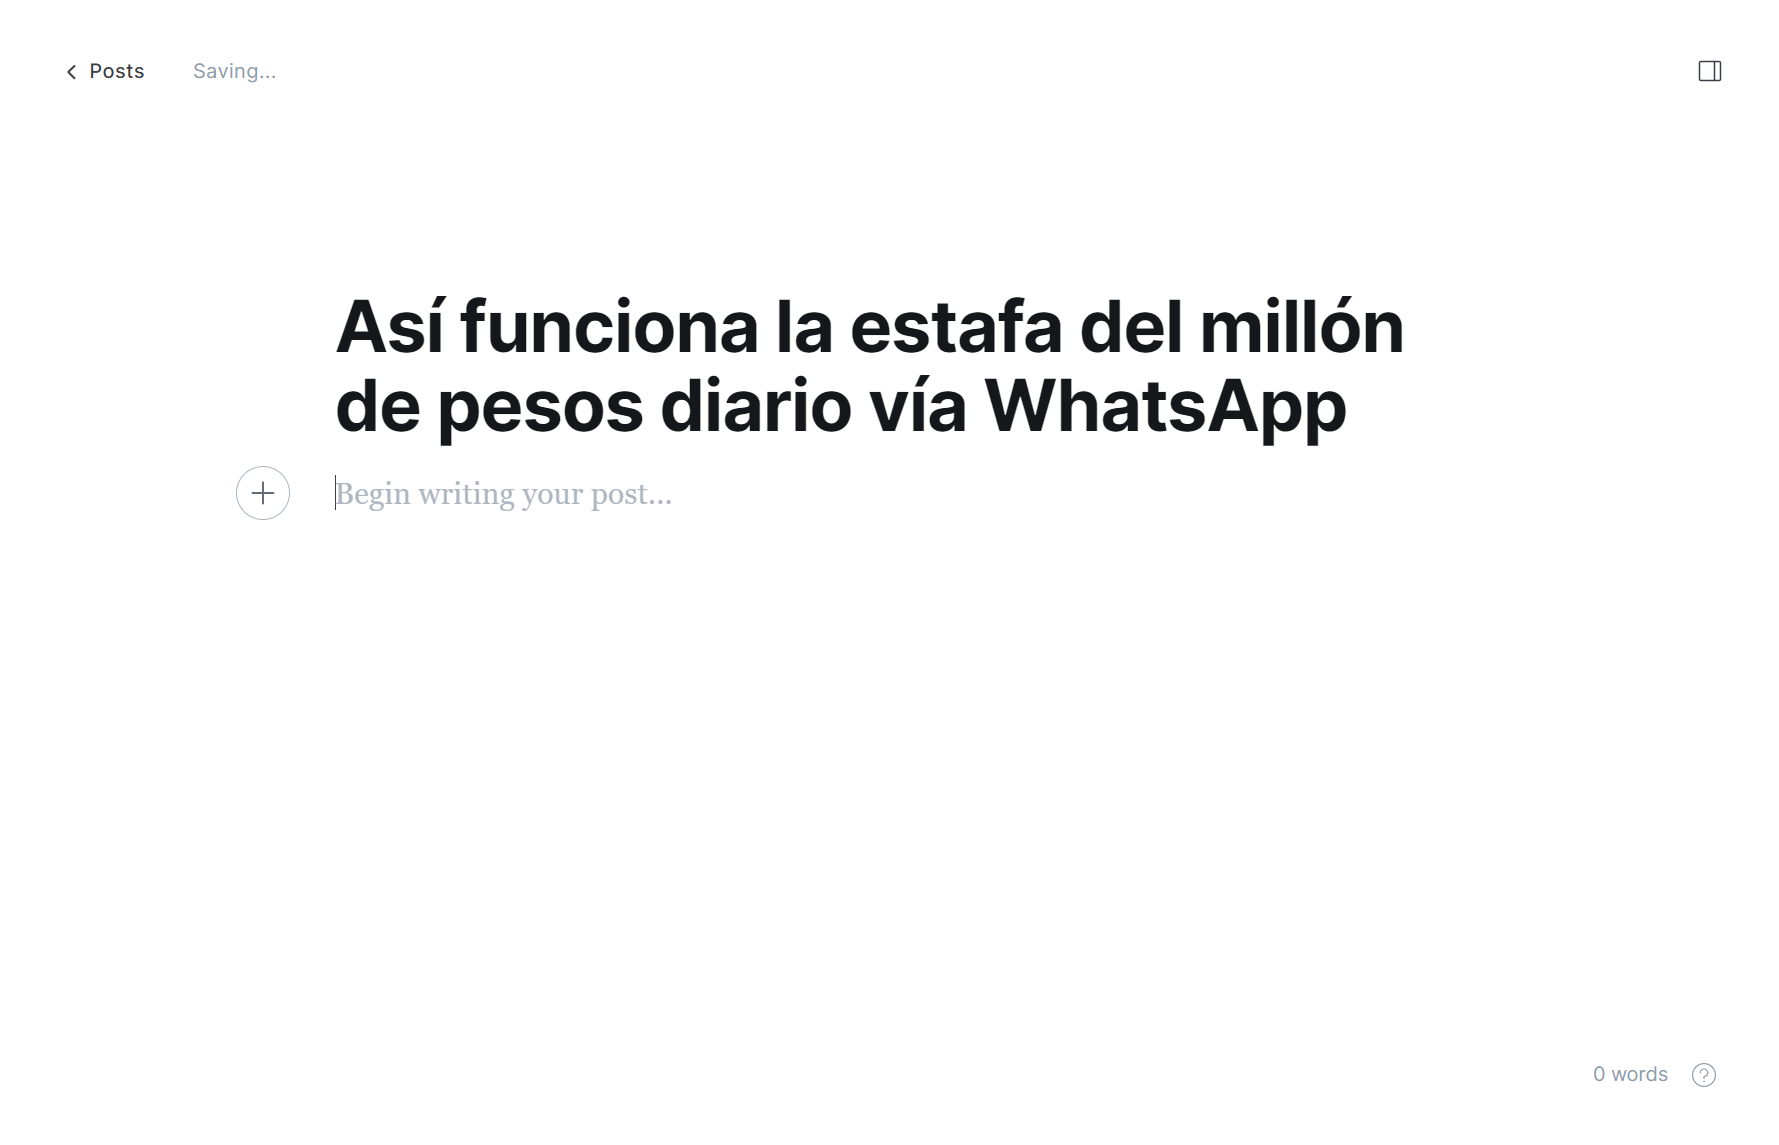 Posts
Saving...
Así funciona la estafa del millón
de pesos diario vía WhatsApp
Begin writing your post...
0 words
?